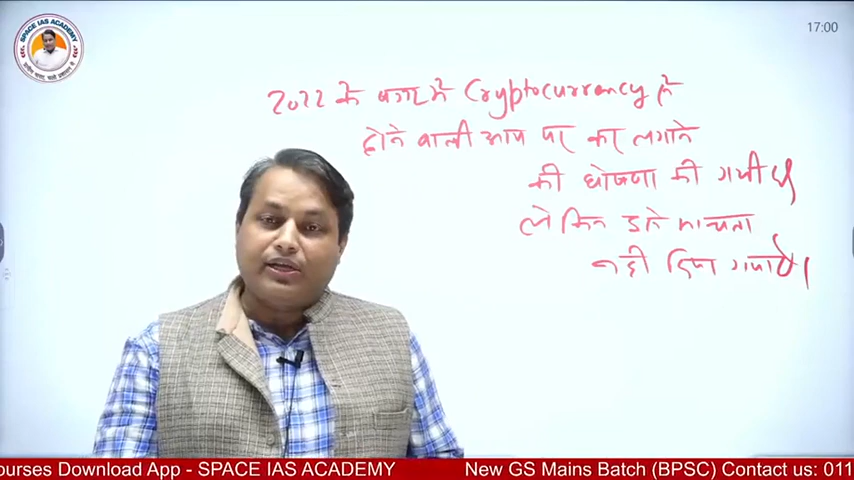 SPACE IAS ACADEMY
17:00
2022 के बजट में Cryptocurrency से
होने वाली आय पर कर लगाने
की घोषणा की गयी है
लेकिन इसे मान्यता
नही दिया गया है।
ourses Download App - SPACE IAS ACADEMY New GS Mains Batch (BPSC) Contact us: 011